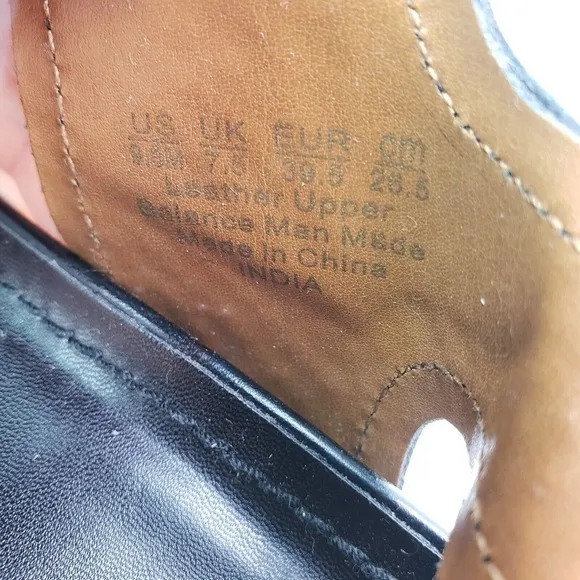 US UK EUR cm
9.5M 7.5 39.5 26.5
Leather Upper
Balance Man Made
Made in China
INDIA